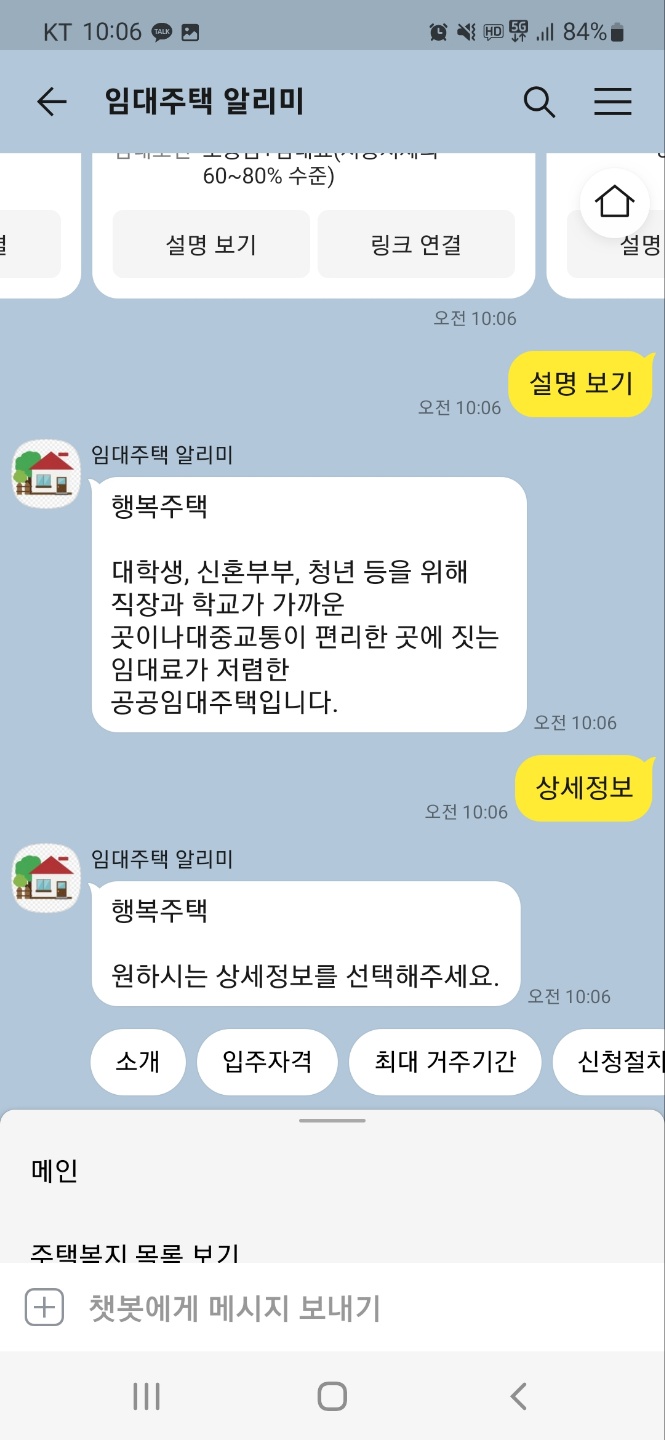 KT 10:06 TALK HD 5G 84%
임대주택 알리미
60~80% 수준)
설명 보기
링크 연결
설명
오전 10:06
설명 보기
오전 10:06
임대주택 알리미
행복주택
대학생, 신혼부부, 청년 등을 위해
직장과 학교가 가까운
곳이나대중교통이 편리한 곳에 짓는
임대료가 저렴한
공공임대주택입니다.
오전 10:06
상세정보
오전 10:06
임대주택 알리미
행복주택
원하시는 상세정보를 선택해주세요.
오전 10:06
소개
입주자격
최대 거주기간
신청절차
메인
주택복지 목록 보기
챗봇에게 메시지 보내기